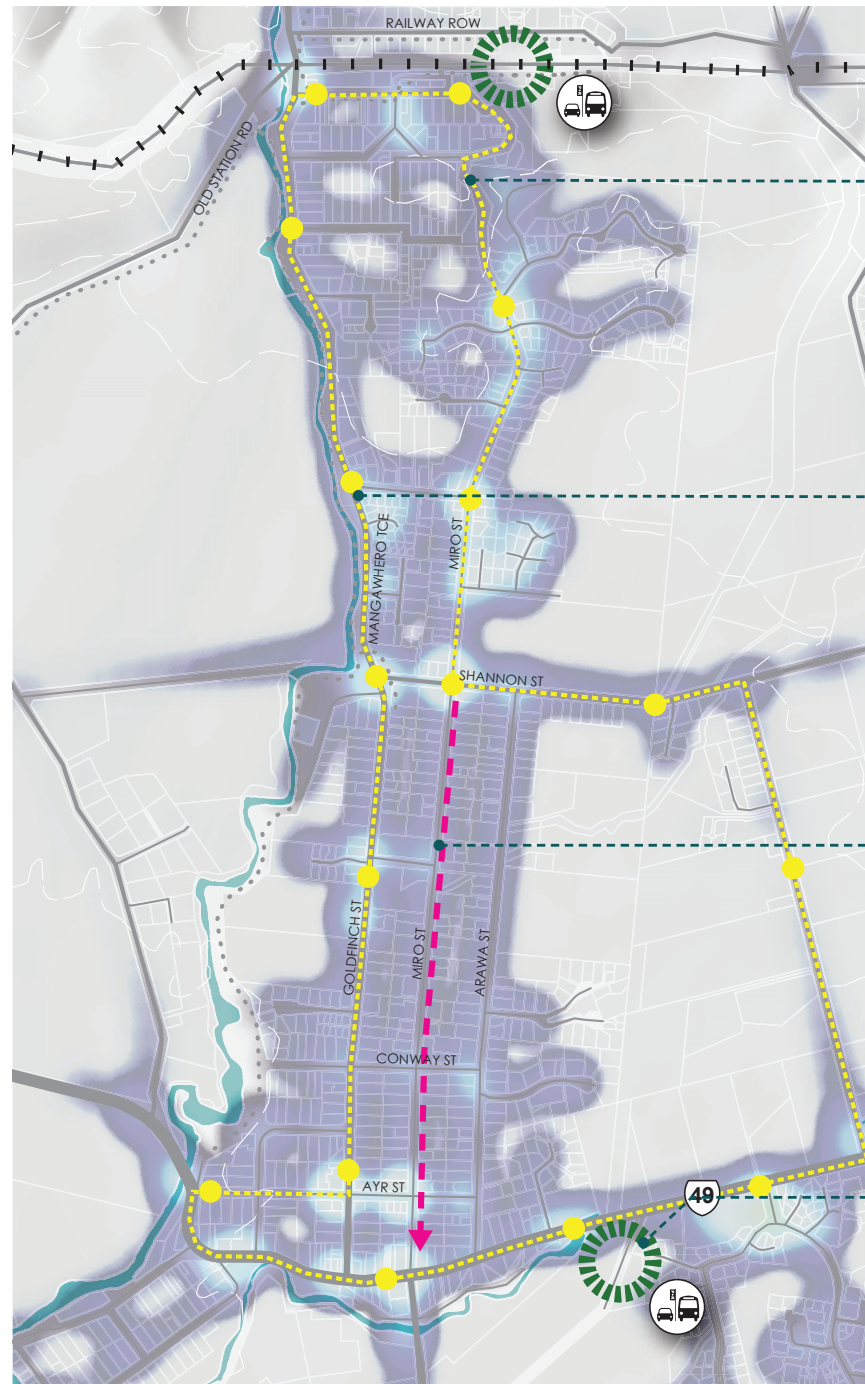 RAILWAY ROW
OLD STATION RD
MANGAWHERO TCE
MIRO ST
SHANNON ST
GOLDFINCH ST
MIRO ST
ARAWA ST
CONWAY ST
AYR ST
49